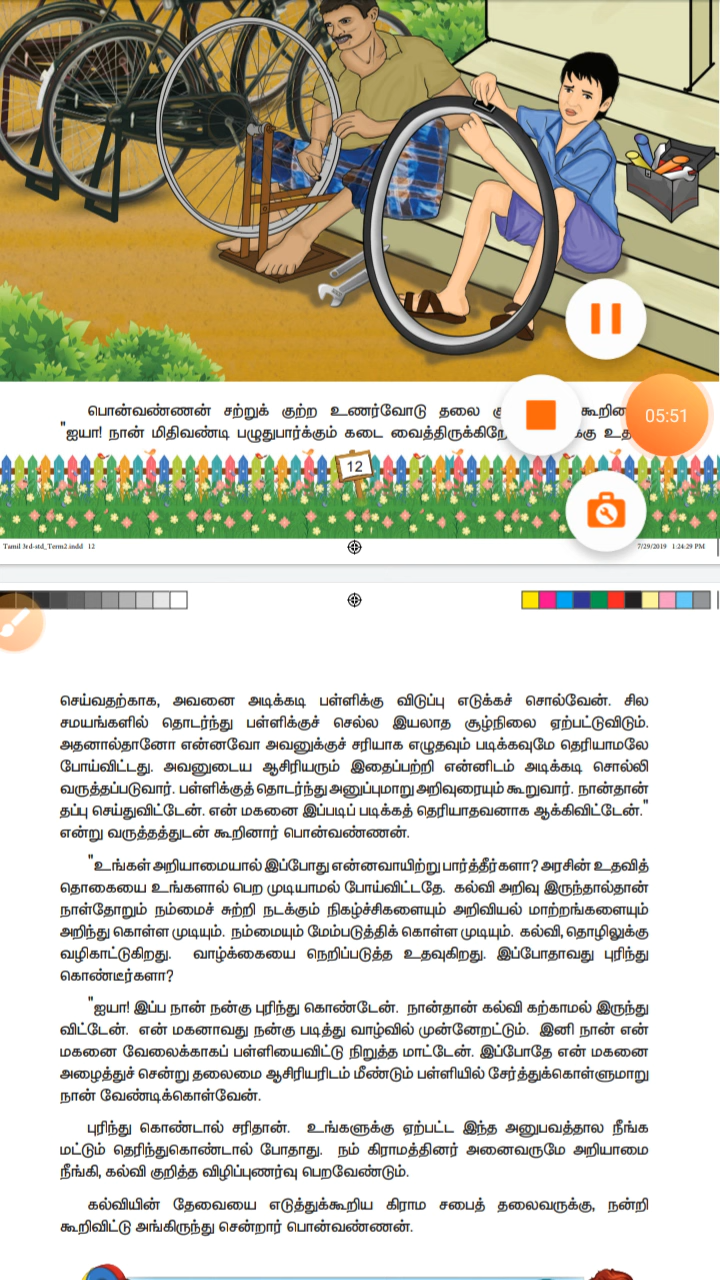 பொன்வண்ணன் சற்றுக் குற்ற உணர்வோடு தலை
"ஐயா! நான் மிதிவண்டி பழுதுபார்க்கும் கடை
05:51
12
Tamil 3rd-std_Term2.indd 12
7/29/2019 1:24:29 PM
செய்வதற்காக, அவனை அடிக்கடி பள்ளிக்கு விடுப்பு எடுக்கச் சொல்வேன். சில
சமயங்களில் தொடர்ந்து பள்ளிக்குச் செல்ல இயலாத சூழ்நிலை ஏற்பட்டுவிடும்.
அதனால்தானோ என்னவோ அவனுக்குச் சரியாக எழுதவும் படிக்கவுமே தெரியாமலே
போய்விட்டது. அவனுடைய ஆசிரியரும் இதைப்பற்றி என்னிடம் அடிக்கடி சொல்லி
வருத்தப்படுவார். பள்ளிக்குத் தொடர்ந்து அனுப்புமாறு அறிவுரையும் கூறுவார். நான்தான்
தப்பு செய்துவிட்டேன். என் மகனை இப்படிப் படிக்கத் தெரியாதவனாக ஆக்கிவிட்டேன்."
என்று வருத்தத்துடன் கூறினார் பொன்வண்ணன்.
"உங்கள் அறியாமையால் இப்போது என்னவாயிற்று பார்த்தீர்களா? அரசின் உதவித்
தொகையை உங்களால் பெற முடியாமல் போய்விட்டதே. கல்வி அறிவு இருந்தால்தான்
நாள்தோறும் நம்மைச் சுற்றி நடக்கும் நிகழ்ச்சிகளையும் அறிவியல் மாற்றங்களையும்
அறிந்து கொள்ள முடியும். நம்மையும் மேம்படுத்திக் கொள்ள முடியும். கல்வி, தொழிலுக்கு
வழிகாட்டுகிறது. வாழ்க்கையை நெறிப்படுத்த உதவுகிறது. இப்போதாவது புரிந்து
கொண்டீர்களா?
"ஐயா! இப்ப நான் நன்கு புரிந்து கொண்டேன். நான்தான் கல்வி கற்காமல் இருந்து
விட்டேன். என் மகனாவது நன்கு படித்து வாழ்வில் முன்னேறட்டும். இனி நான் என்
மகனை வேலைக்காகப் பள்ளியைவிட்டு நிறுத்த மாட்டேன். இப்போதே என் மகனை
அழைத்துச் சென்று தலைமை ஆசிரியரிடம் மீண்டும் பள்ளியில் சேர்த்துக்கொள்ளுமாறு
நான் வேண்டிக்கொள்வேன்.
புரிந்து கொண்டால் சரிதான். உங்களுக்கு ஏற்பட்ட இந்த அனுபவத்தால நீங்க
மட்டும் தெரிந்துகொண்டால் போதாது. நம் கிராமத்தினர் அனைவருமே அறியாமை
நீங்கி, கல்வி குறித்த விழிப்புணர்வு பெறவேண்டும்.
கல்வியின் தேவையை எடுத்துக்கூறிய கிராம சபைத் தலைவருக்கு, நன்றி
கூறிவிட்டு அங்கிருந்து சென்றார் பொன்வண்ணன்.